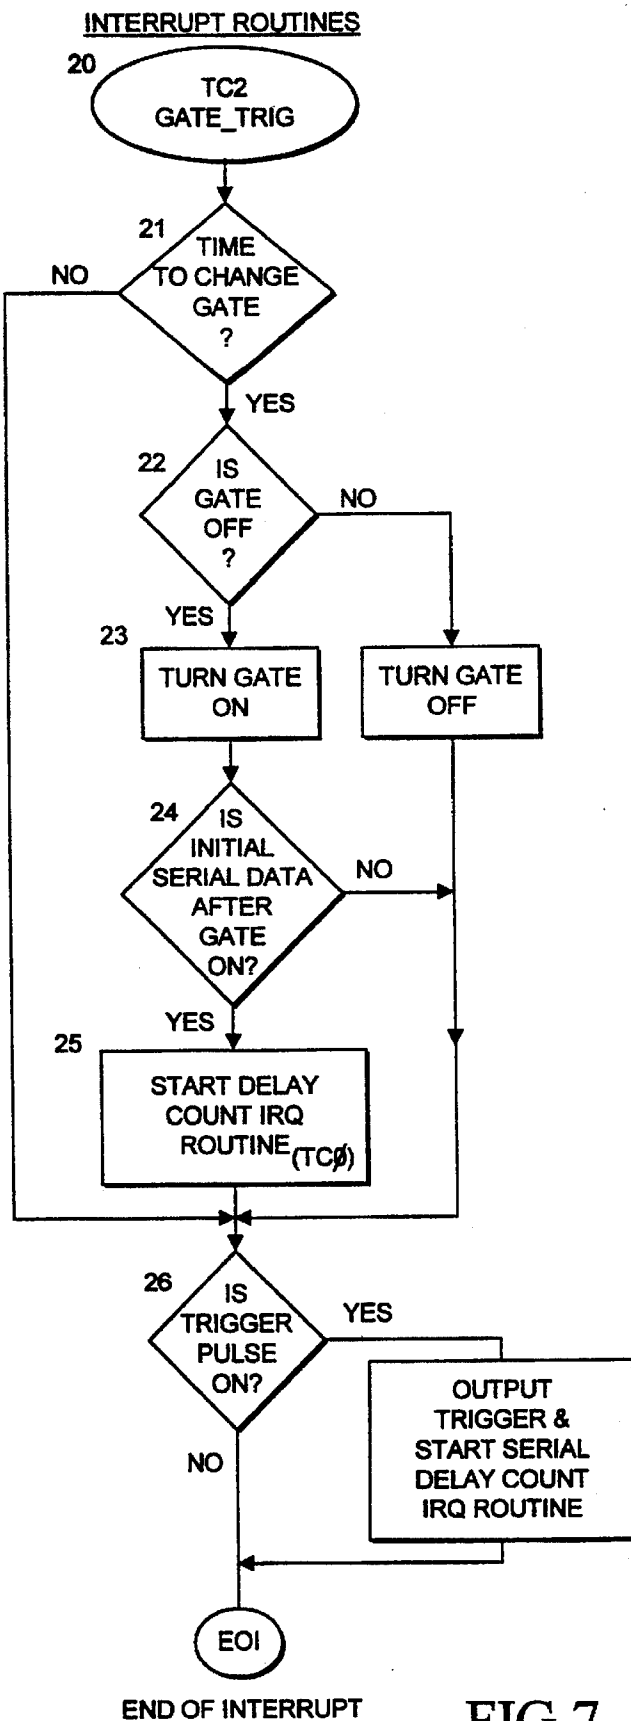 INTERRUPT ROUTINES
20
TC2
GATE_TRIG
21
TIME
TO CHANGE
GATE
?
NO
YES
22
IS
GATE
OFF
?
NO
YES
23
TURN GATE
ON
TURN GATE
OFF
24
IS
INITIAL
SERIAL DATA
AFTER
GATE
ON?
NO
YES
25
START DELAY
COUNT IRQ
ROUTINE (TCØ)
26
IS
TRIGGER
PULSE
ON?
YES
NO
OUTPUT
TRIGGER &
START SERIAL
DELAY COUNT
IRQ ROUTINE
EOI
END OF INTERRUPT
FIG 7